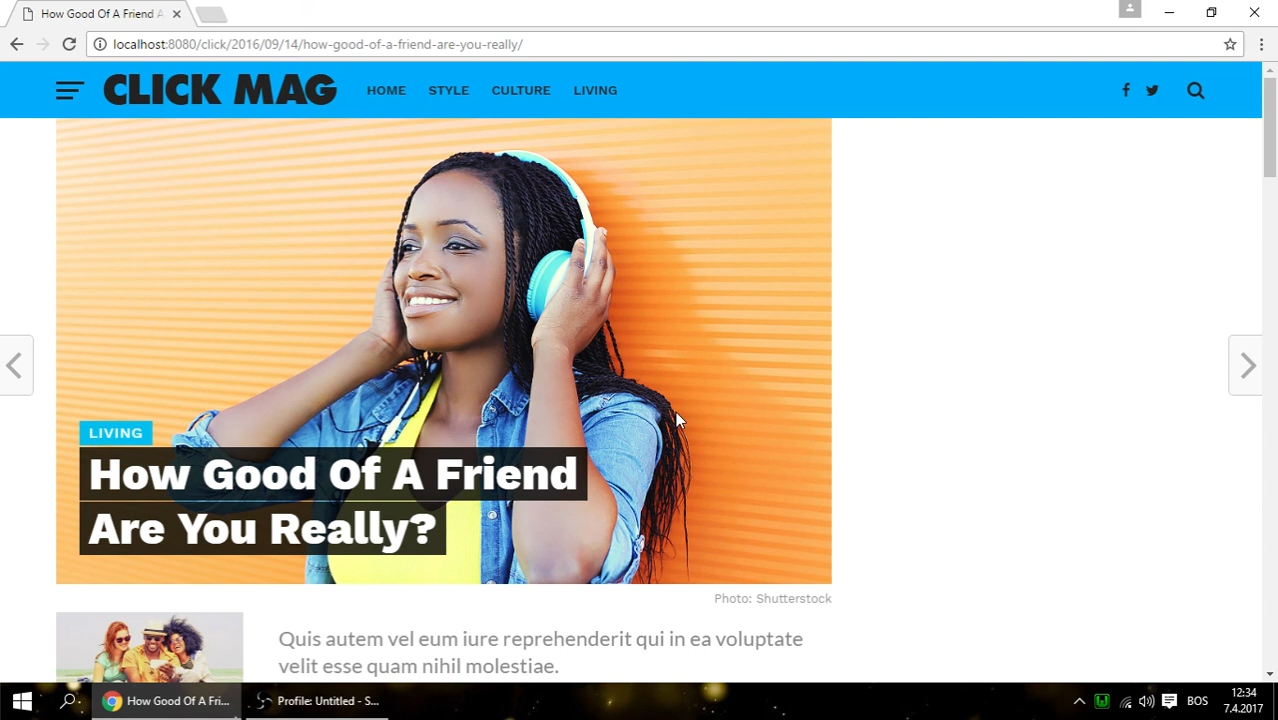 How Good Of A Friend A
localhost:8080/click/2016/09/14/how-good-of-a-friend-are-you-really/
CLICK MAG
HOME
STYLE
CULTURE
LIVING
LIVING
How Good Of A Friend
Are You Really?
Photo: Shutterstock
Quis autem vel eum iure reprehenderit qui in ea voluptate
velit esse quam nihil molestiae.
How Good Of A Fri...
Profile: Untitled - S...
BOS
12:34
7.4.2017